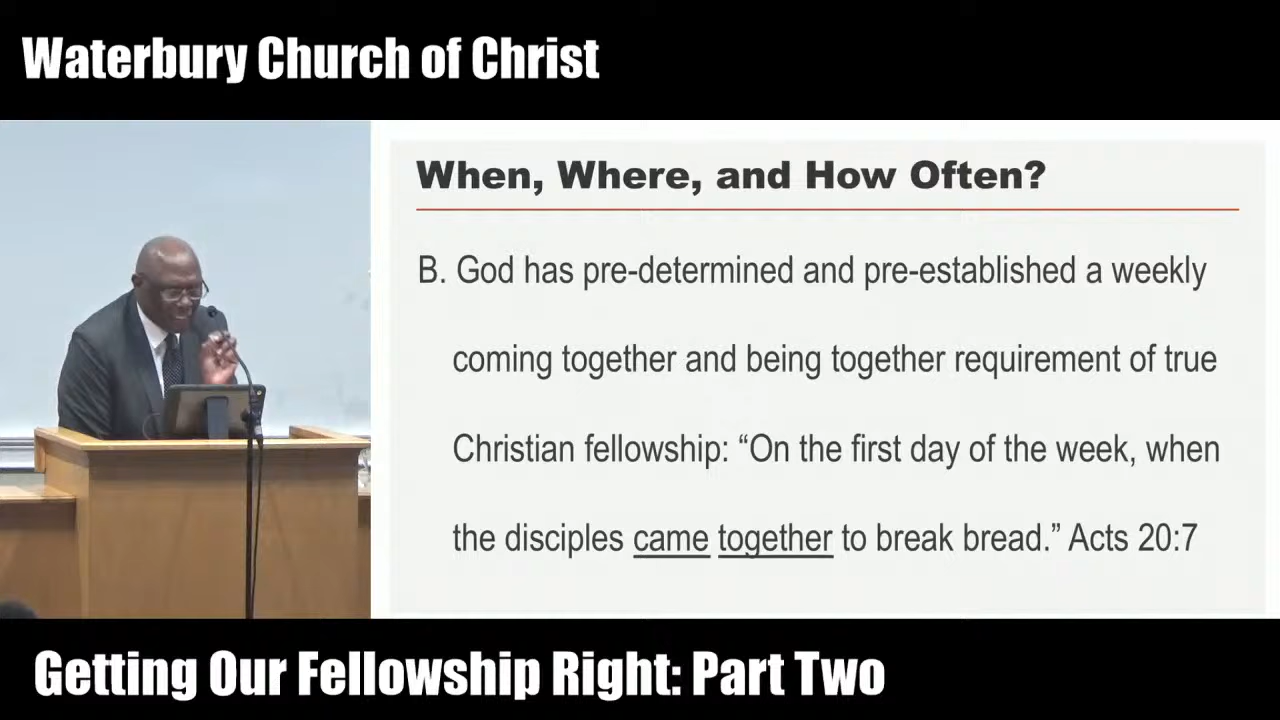 Waterbury Church of Christ
When, Where, and How Often?
B. God has pre-determined and pre-established a weekly
coming together and being together requirement of true
Christian fellowship: “On the first day of the week, when
the disciples came together to break bread.” Acts 20:7
Getting Our Fellowship Right: Part Two